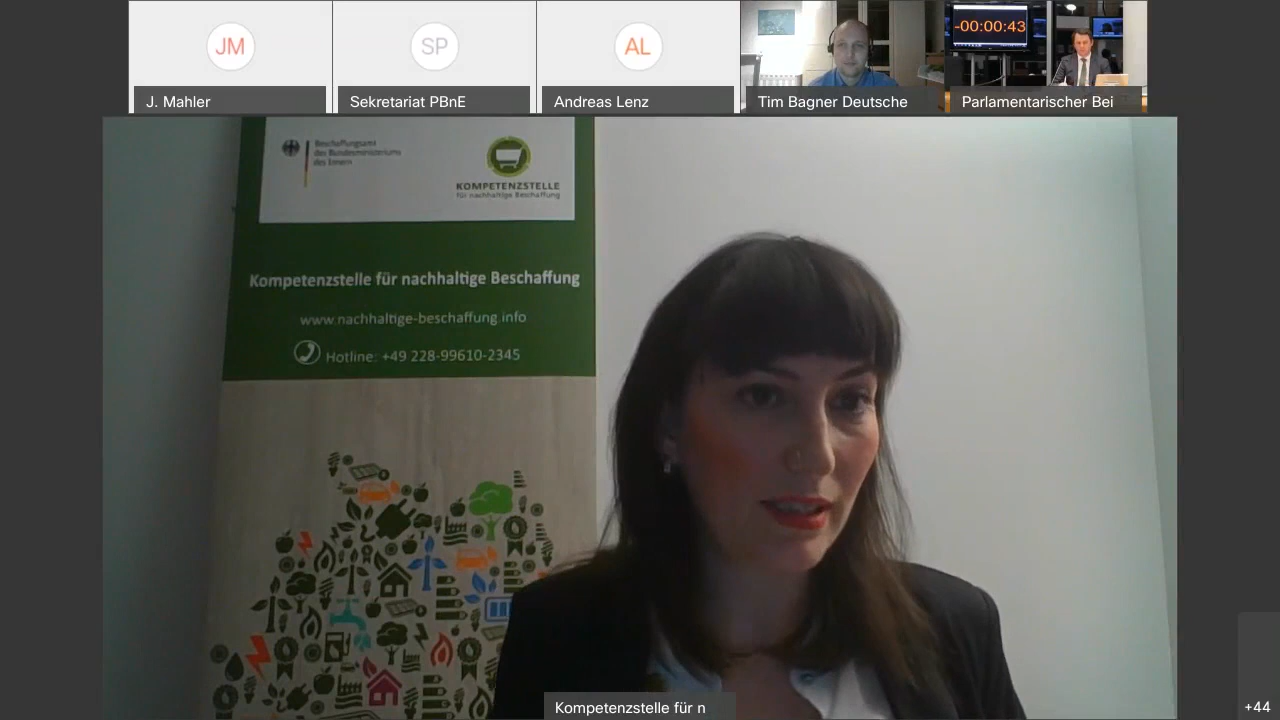 JM
SP
AL
-00:00:43
J. Mahler
Sekretariat PBnE
Andreas Lenz
Tim Bagner Deutsche
Parlamentarischer Bei
Beschaffungsamt
des Bundesministeriums
des Innern
KOMPETENZSTELLE
für nachhaltige Beschaffung
Kompetenzstelle für nachhaltige Beschaffung
www.nachhaltige-beschaffung.info
Hotline: +49 228-99610-2345
Kompetenzstelle für n
+44